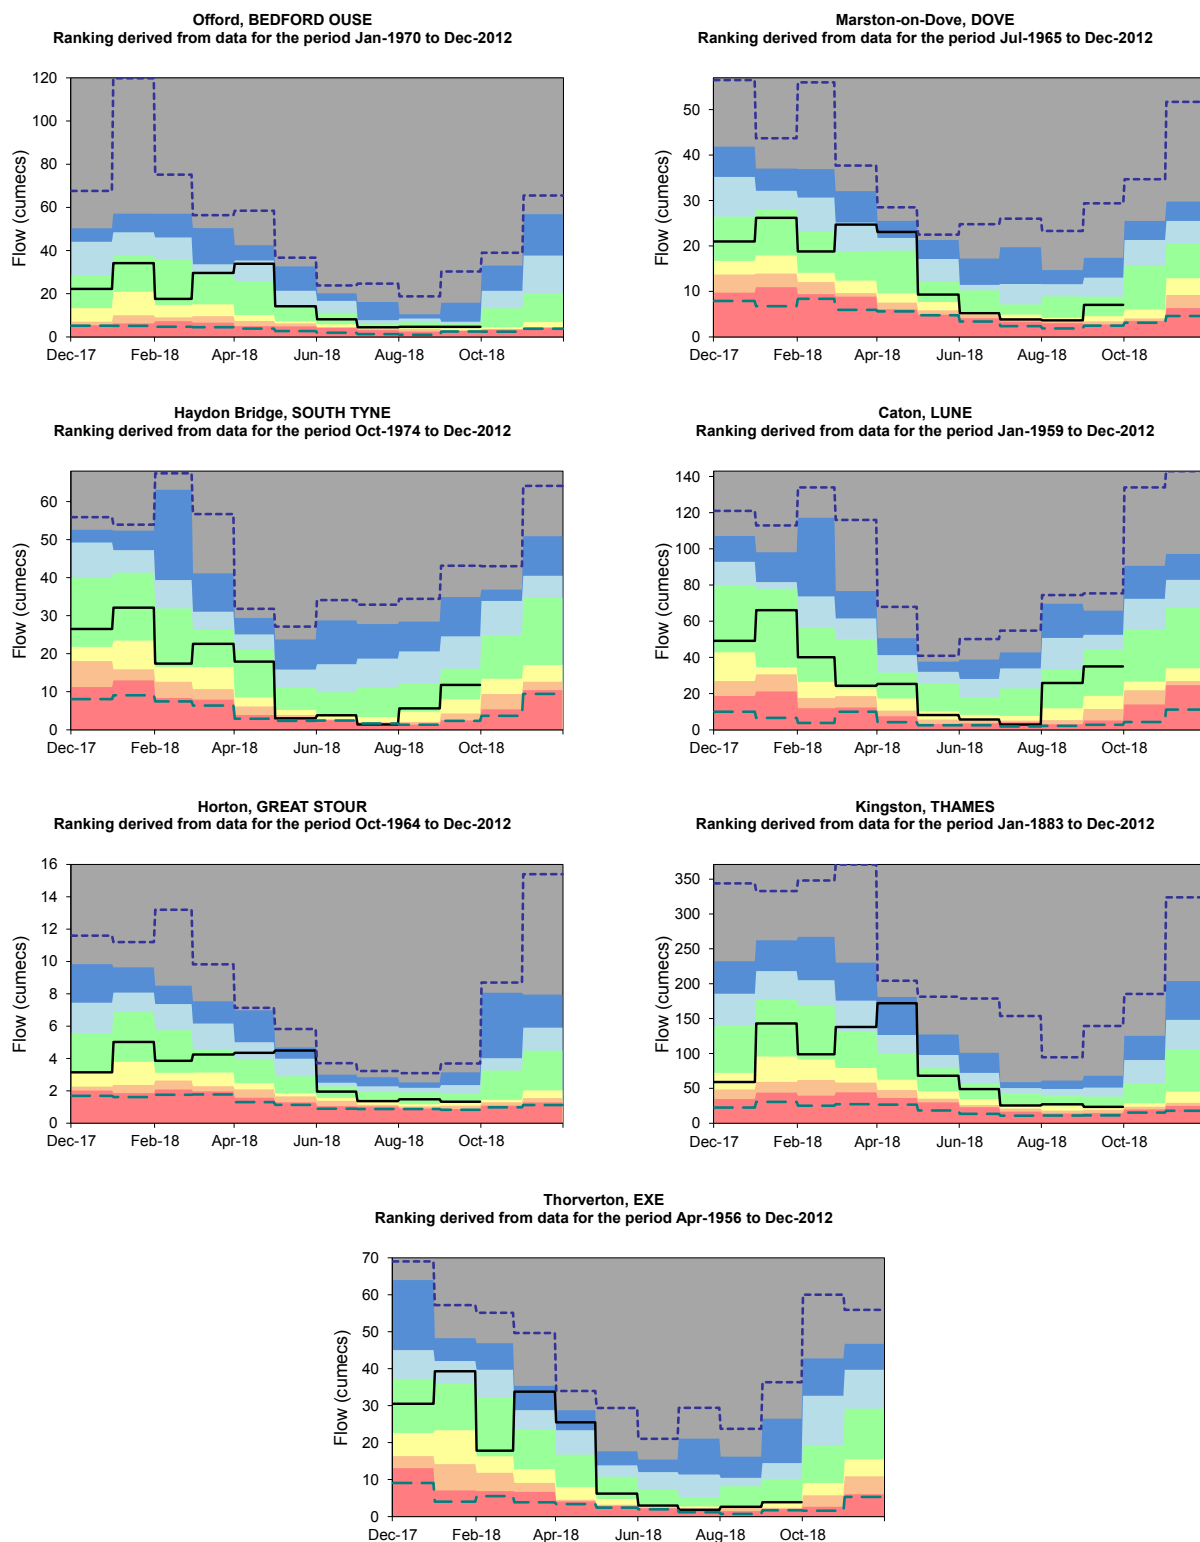 Offord, BEDFORD OUSE
Ranking derived from data for the period Jan-1970 to Dec-2012
120
100
80
60
40
20
0
Flow (cumecs)
Dec-17 Feb-18 Apr-18 Jun-18 Aug-18 Oct-18
Marston-on-Dove, DOVE
Ranking derived from data for the period Jul-1965 to Dec-2012
50
40
30
20
10
0
Flow (cumecs)
Dec-17 Feb-18 Apr-18 Jun-18 Aug-18 Oct-18
Haydon Bridge, SOUTH TYNE
Ranking derived from data for the period Oct-1974 to Dec-2012
60
50
40
30
20
10
0
Flow (cumecs)
Dec-17 Feb-18 Apr-18 Jun-18 Aug-18 Oct-18
Caton, LUNE
Ranking derived from data for the period Jan-1959 to Dec-2012
140
120
100
80
60
40
20
0
Flow (cumecs)
Dec-17 Feb-18 Apr-18 Jun-18 Aug-18 Oct-18
Horton, GREAT STOUR
Ranking derived from data for the period Oct-1964 to Dec-2012
16
14
12
10
8
6
4
2
0
Flow (cumecs)
Dec-17 Feb-18 Apr-18 Jun-18 Aug-18 Oct-18
Kingston, THAMES
Ranking derived from data for the period Jan-1883 to Dec-2012
350
300
250
200
150
100
50
0
Flow (cumecs)
Dec-17 Feb-18 Apr-18 Jun-18 Aug-18 Oct-18
Thorverton, EXE
Ranking derived from data for the period Apr-1956 to Dec-2012
70
60
50
40
30
20
10
0
Flow (cumecs)
Dec-17 Feb-18 Apr-18 Jun-18 Aug-18 Oct-18